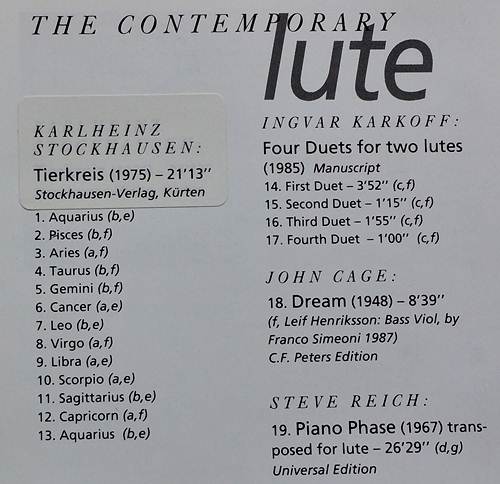 THE CONTEMPORARY
lute
KARLHEINZ
STOCKHAUSEN:
Tierkreis (1975) – 21'13''
Stockhausen-Verlag, Kürten
1. Aquarius (b,e)
2. Pisces (b,f)
3. Aries (a,f)
4. Taurus (b,f)
5. Gemini (b,f)
6. Cancer (a,e)
7. Leo (b,e)
8. Virgo (a,f)
9. Libra (a,e)
10. Scorpio (a,e)
11. Sagittarius (b,e)
12. Capricorn (a,f)
13. Aquarius (b,e)
INGVAR KARKOFF:
Four Duets for two lutes
(1985) Manuscript
14. First Duet – 3'52'' (c,f)
15. Second Duet – 1'15'' (c,f)
16. Third Duet – 1'55'' (c,f)
17. Fourth Duet – 1'00'' (c,f)
JOHN CAGE:
18. Dream (1948) – 8'39''
(f, Leif Henriksson: Bass Viol, by
Franco Simeoni 1987)
C.F. Peters Edition
STEVE REICH:
19. Piano Phase (1967) trans-
posed for lute – 26'29'' (d,g)
Universal Edition